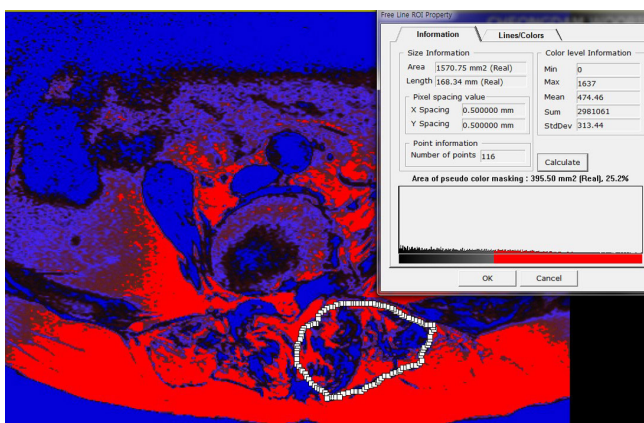 Free Line ROI Property
Information
Lines/Colors
Size Information
Area 1570.75 mm2 (Real)
Length 168.34 mm (Real)
Pixel spacing value
X Spacing 0.500000 mm
Y Spacing 0.500000 mm
Point information
Number of points 116
Color level Information
Min 0
Max 1637
Mean 474.46
Sum 2981061
StdDev 313.44
Calculate
Area of pseudo color masking : 395.50 mm2 (Real), 25.2%
OK
Cancel